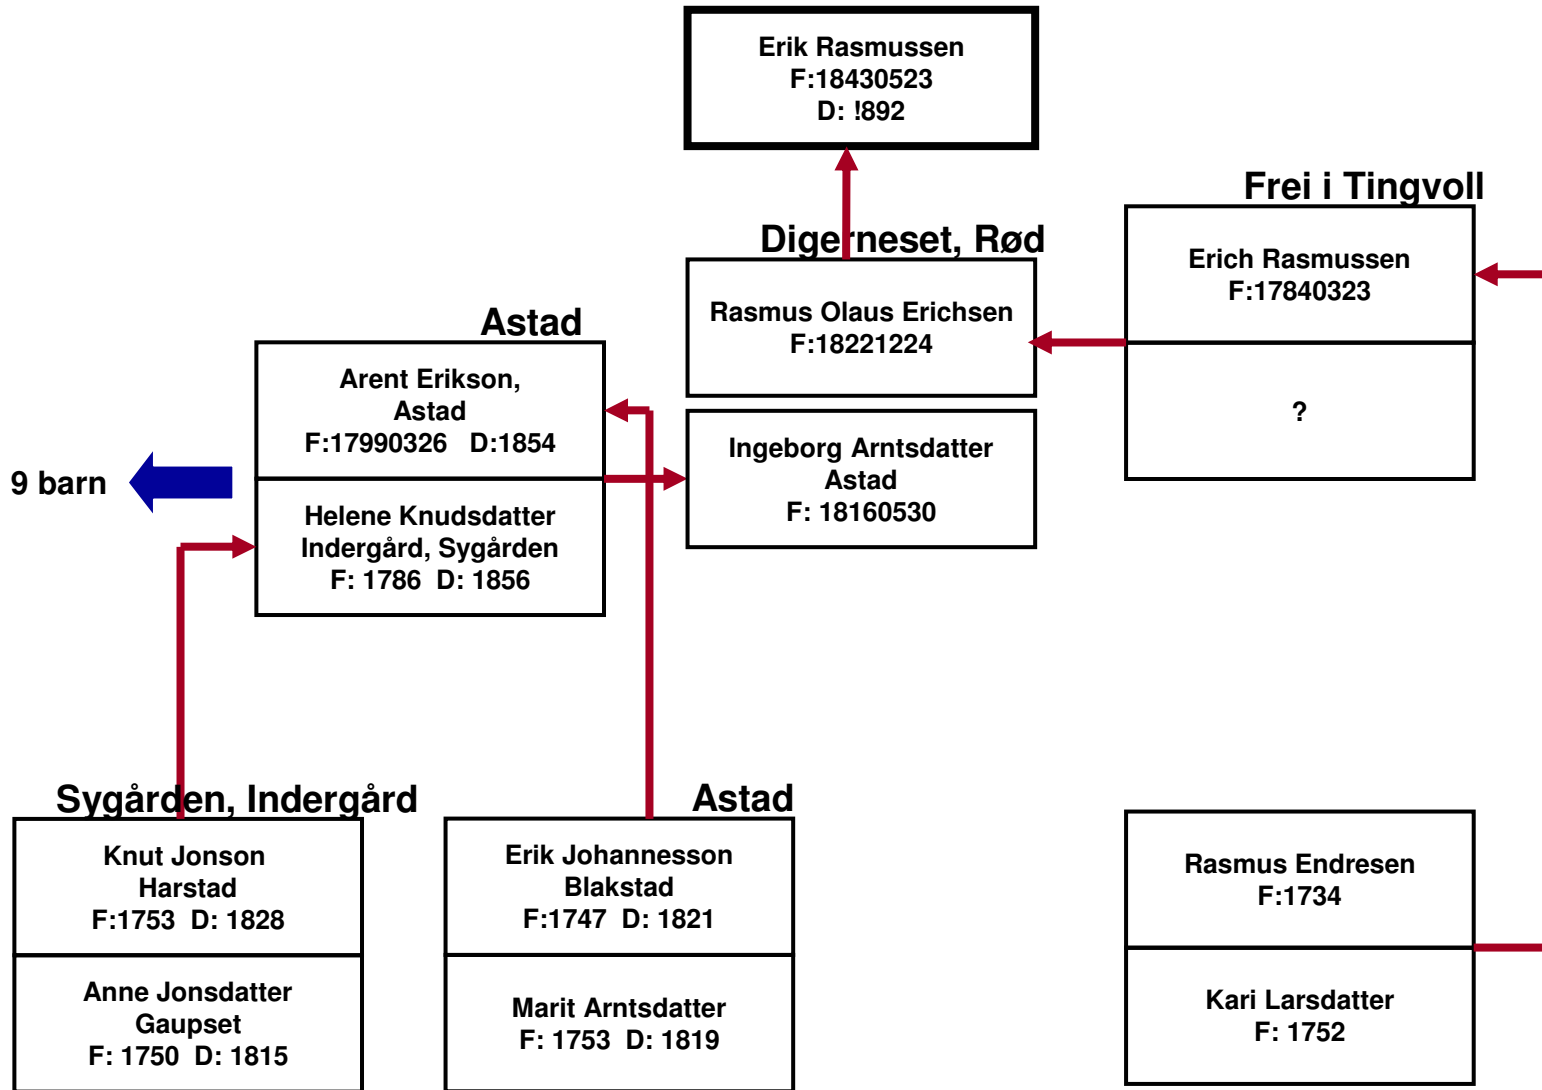 Erik Rasmussen
F:18430523
D: !892
Frei i Tingvoll
Erich Rasmussen
F:17840323
?
Digerneset, Rød
Rasmus Olaus Erichsen
F:18221224
Ingeborg Arntsdatter
Astad
F: 18160530
Astad
Arent Erikson,
Astad
F:17990326 D:1854
Helene Knudsdatter
Indergård, Sygården
F: 1786 D: 1856
9 barn
Sygården, Indergård
Knut Jonson
Harstad
F:1753 D: 1828
Anne Jonsdatter
Gaupset
F: 1750 D: 1815
Astad
Erik Johannesson
Blakstad
F:1747 D: 1821
Marit Arntsdatter
F: 1753 D: 1819
Rasmus Endresen
F:1734
Kari Larsdatter
F: 1752